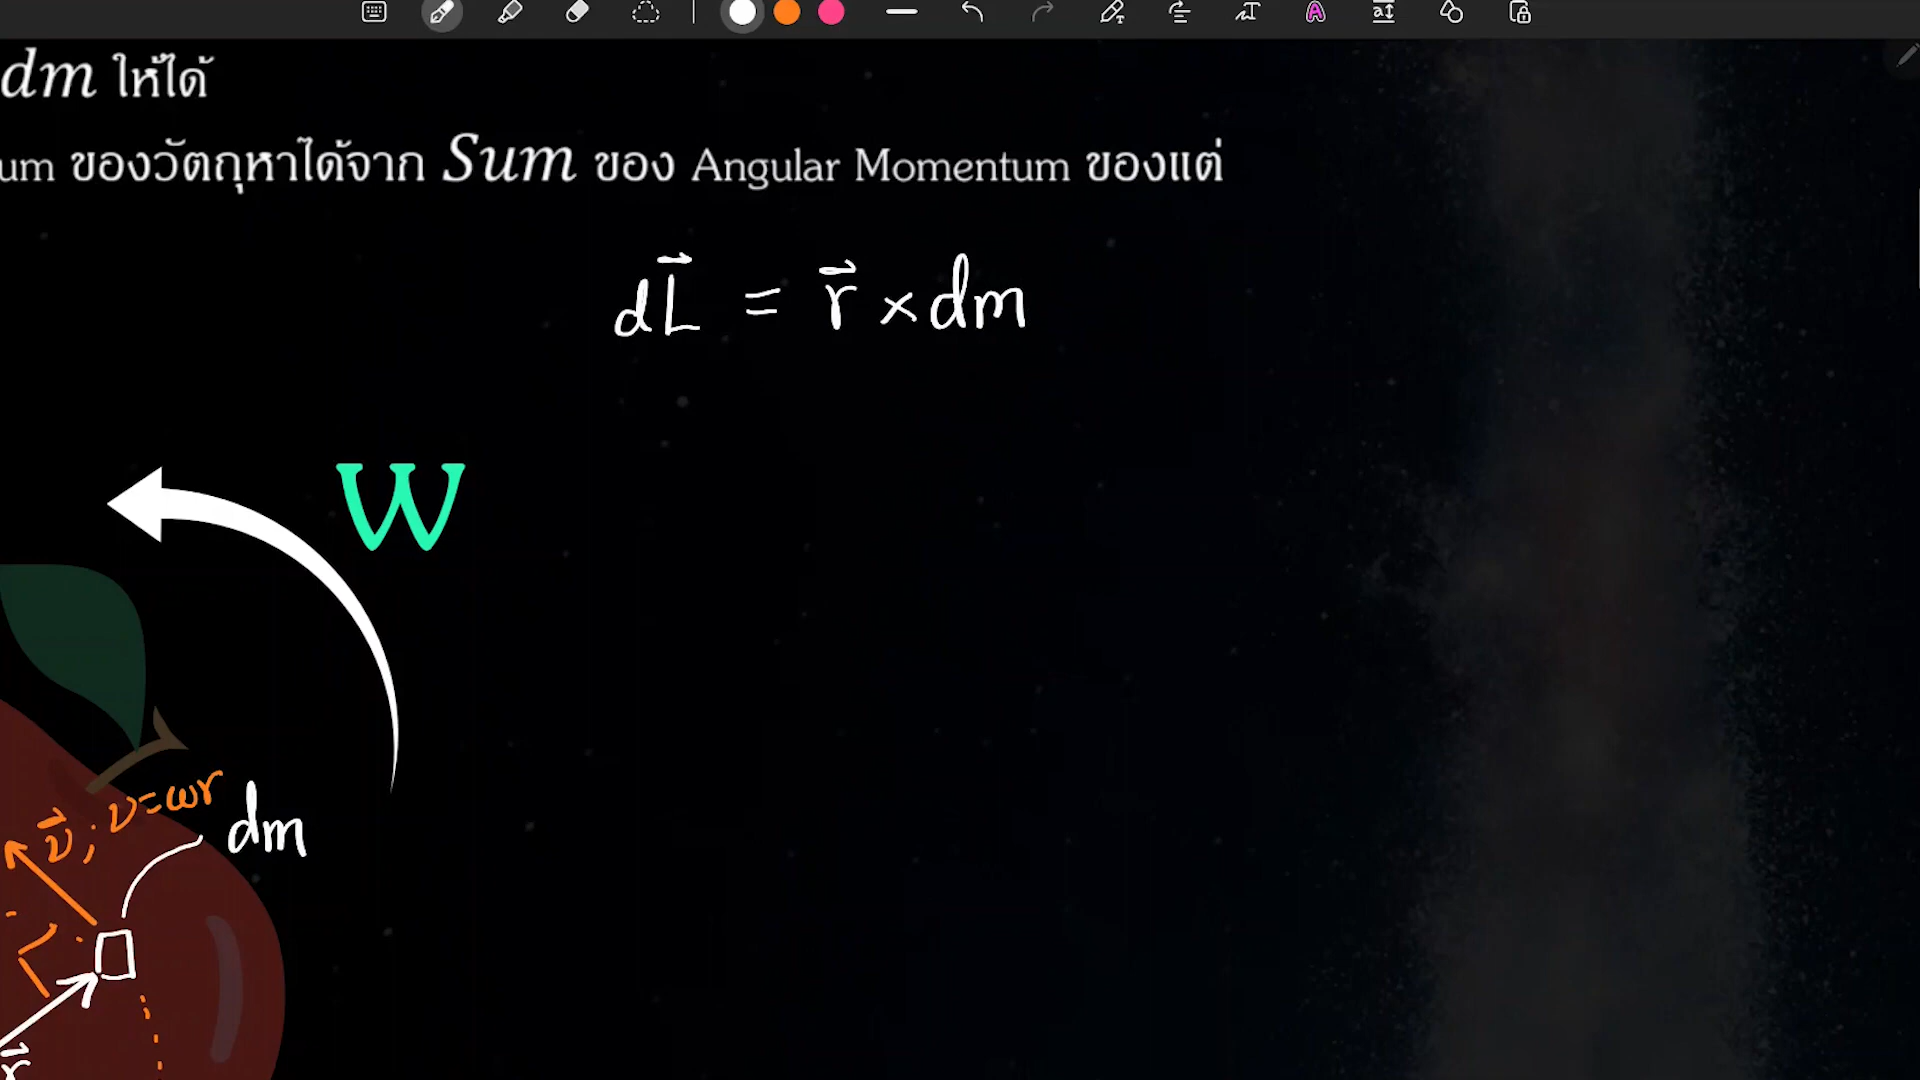 dm ให้ได้
um ของวัตถุหาได้จาก Sum ของ Angular Momentum ของแต่
dL⃗ = r⃗ × dm
W
v⃗ ; v=ωr
dm
r⃗